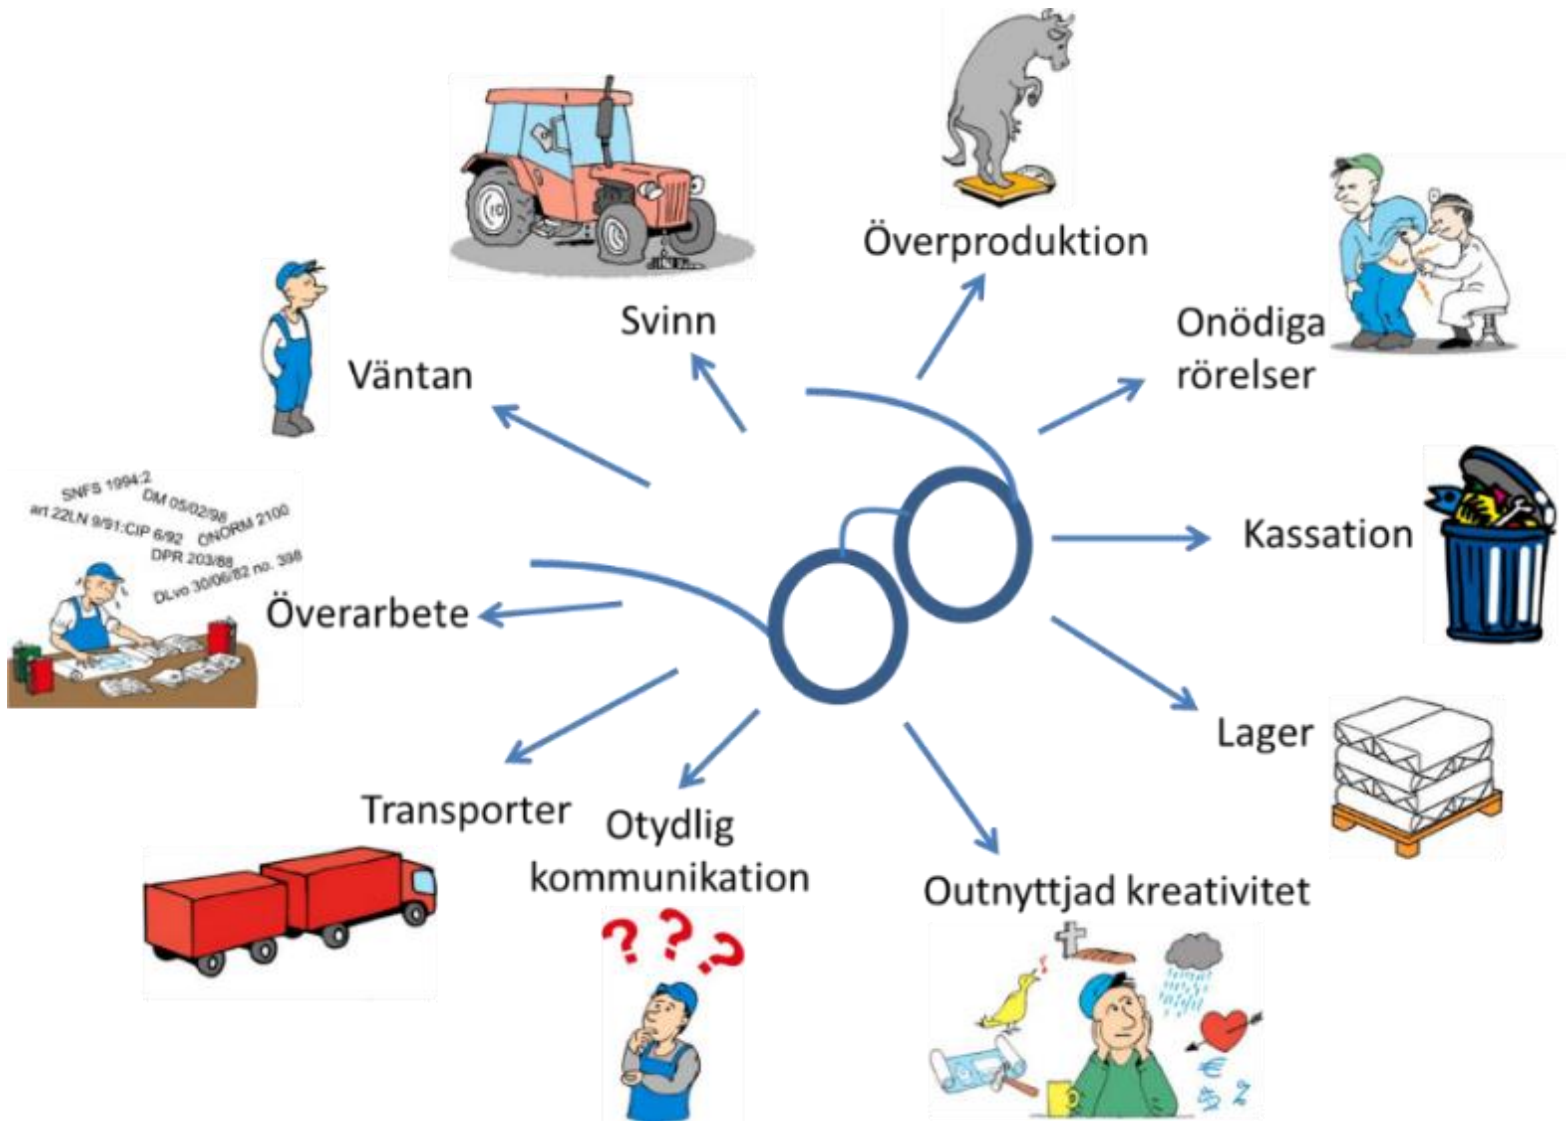 Överproduktion
Svinn
Onödiga
rörelser
Väntan
SNFS 1994:2
DM 05/02/98
art 22LN 9/91:CIP 6/92
ÖNORM 2100
DPR 203/88
DLvo 30/06/82 no. 398
Kassation
Överarbete
Lager
Transporter
Otydlig
kommunikation
???
Outnyttjad kreativitet
€
$